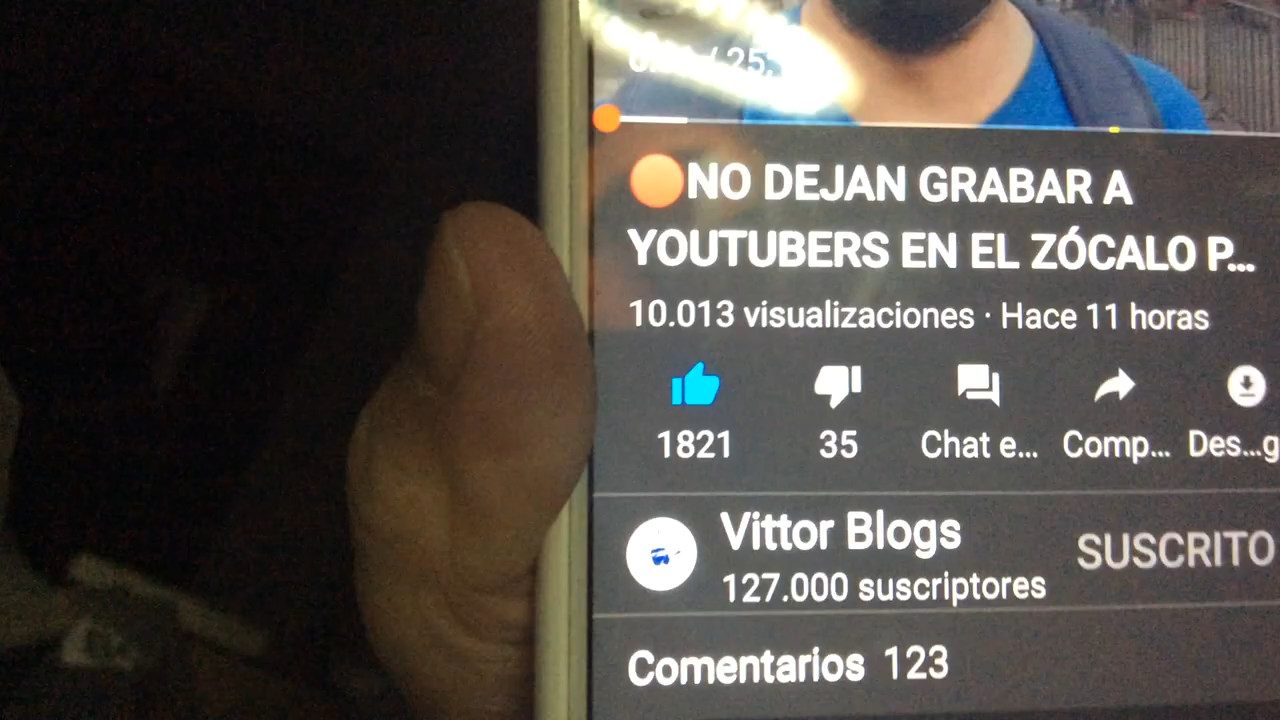 🟠NO DEJAN GRABAR A
YOUTUBERS EN EL ZÓCALO P...
10.013 visualizaciones · Hace 11 horas
1821 35 Chat e... Comp... Des...g
Vittor Blogs
SUSCRITO
127.000 suscriptores
Comentarios 123